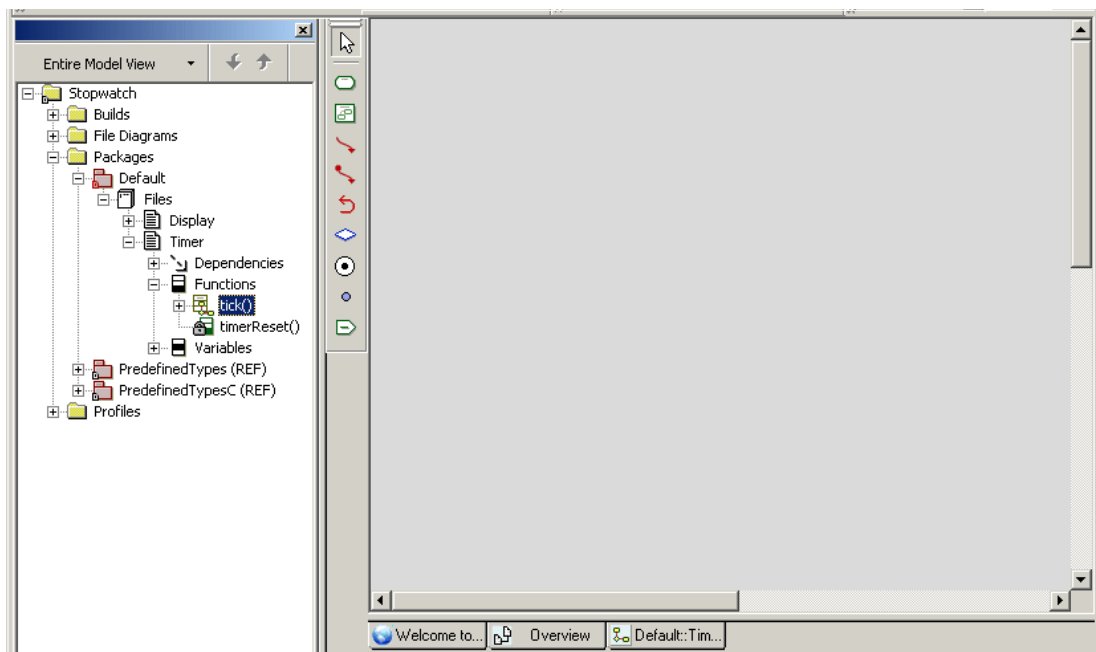 Entire Model View
Stopwatch
Builds
File Diagrams
Packages
Default
Files
Display
Timer
Dependencies
Functions
tick()
timerReset()
Variables
PredefinedTypes (REF)
PredefinedTypesC (REF)
Profiles
Welcome to... Overview Default::Tim...